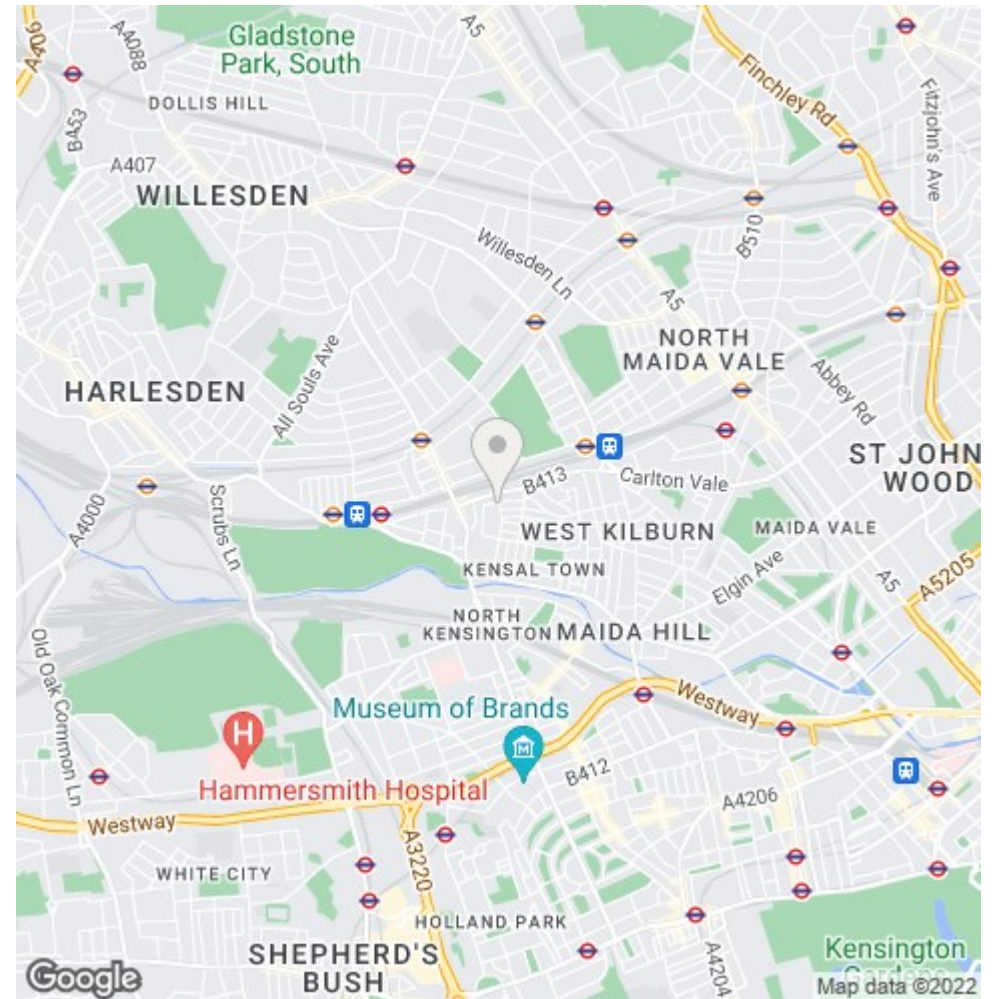 A406
A4088
Gladstone
Park, South
A5
DOLLIS HILL
B453
A407
WILLESDEN
Finchley Rd
Fitzjohn's Ave
B510
Willesden Ln
A5
NORTH
MAIDA VALE
HARLESDEN
All Souls Ave
Abbey Rd
ST JOHN
WOOD
B413
Carlton Vale
A4000
Scrubs Ln
WEST KILBURN
MAIDA VALE
KENSAL TOWN
Elgin Ave
A5
A5205
NORTH
KENSINGTON
MAIDA HILL
Old Oak Common Ln
Museum of Brands
M
Westway
H
Hammersmith Hospital
B412
A4206
Westway
A3220
WHITE CITY
HOLLAND PARK
SHEPHERD'S
BUSH
A4204
Kensington
Gardens
Google
Map data ©2022